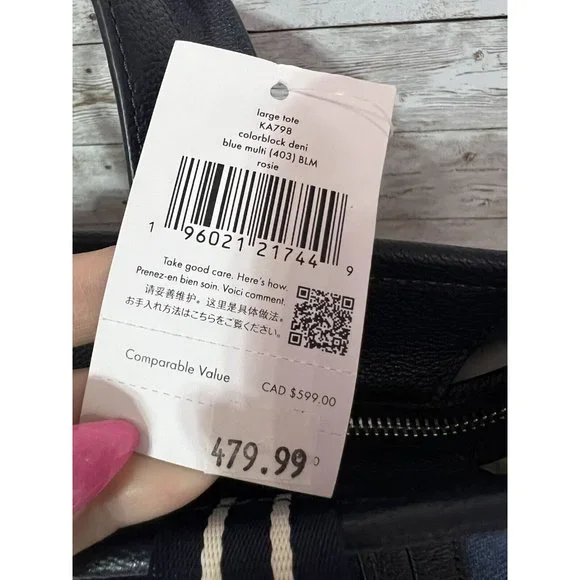 large tote
KA798
colorblock deni
blue multi (403) BLM
rosie
1 96021 21744 9
Take good care. Here's how.
Prenez-en bien soin. Voici comment.
请妥善维护。这里是具体做法。
お手入れ方法はこちらをご覧ください。
Comparable Value CAD $599.00
479.99